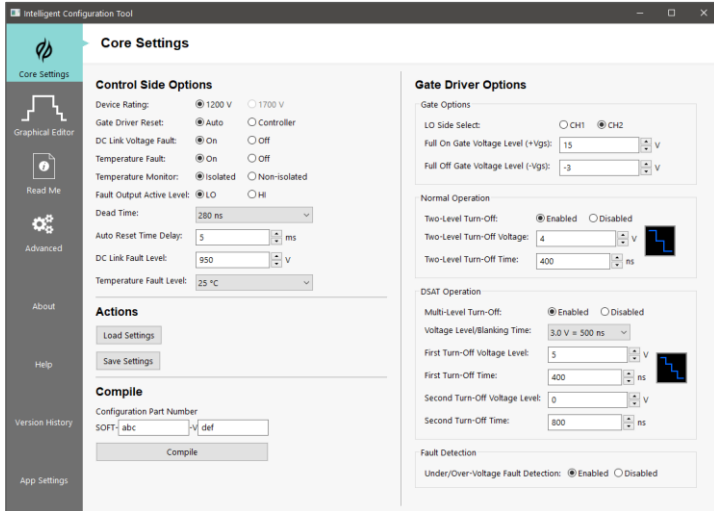 Intelligent Configuration Tool
Core Settings
Graphical Editor
Read Me
Advanced
About
Help
Version History
App Settings
Core Settings
Control Side Options
Device Rating: 1200 V 1700 V
Gate Driver Reset: Auto Controller
DC Link Voltage Fault: On Off
Temperature Fault: On Off
Temperature Monitor: Isolated Non-isolated
Fault Output Active Level: LO HI
Dead Time: 280 ns
Auto Reset Time Delay: 5 ms
DC Link Fault Level: 950 V
Temperature Fault Level: 25 °C
Actions
Load Settings
Save Settings
Compile
Configuration Part Number
SOFT- abc -V def
Compile
Gate Driver Options
Gate Options
LO Side Select: CH1 CH2
Full On Gate Voltage Level (+Vgs): 15 V
Full Off Gate Voltage Level (-Vgs): -3 V
Normal Operation
Two-Level Turn-Off: Enabled Disabled
Two-Level Turn-Off Voltage: 4 V
Two-Level Turn-Off Time: 400 ns
DSAT Operation
Multi-Level Turn-Off: Enabled Disabled
Voltage Level/Blanking Time: 3.0 V = 500 ns
First Turn-Off Voltage Level: 5 V
First Turn-Off Time: 400 ns
Second Turn-Off Voltage Level: 0 V
Second Turn-Off Time: 800 ns
Fault Detection
Under/Over-Voltage Fault Detection: Enabled Disabled